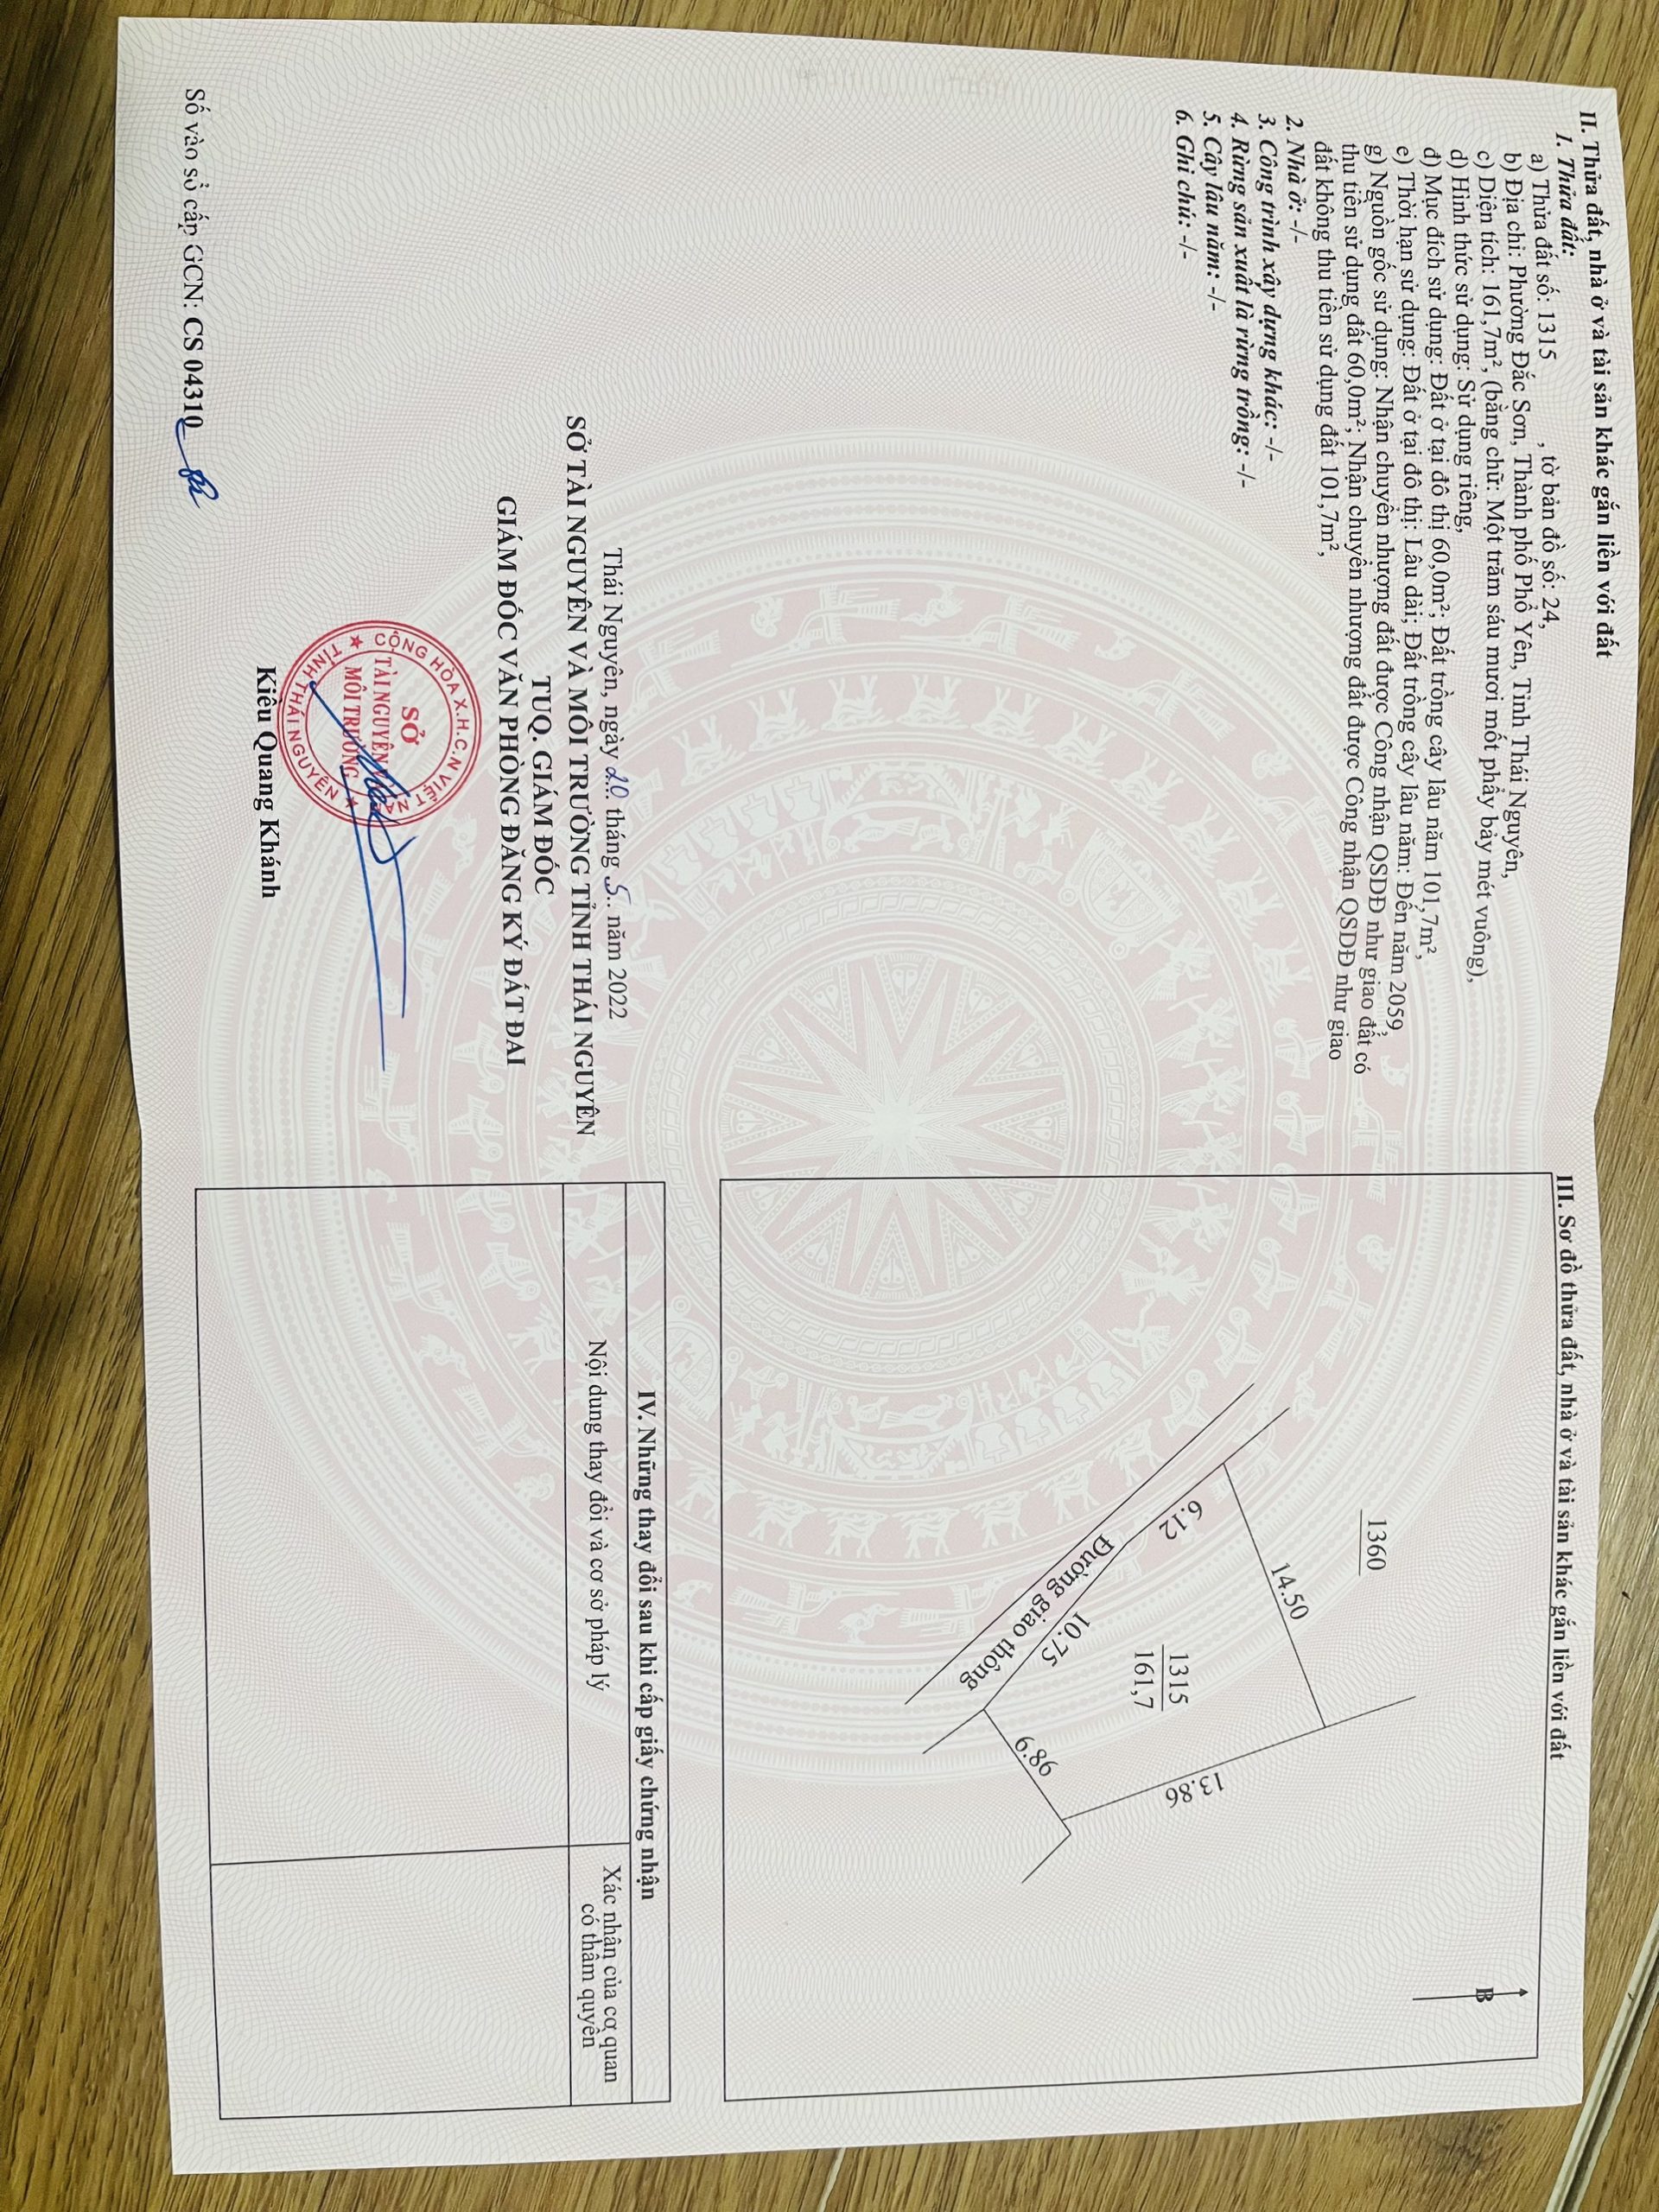 II. Thửa đất, nhà ở và tài sản khác gắn liền với đất
1. Thửa đất:
a) Thửa đất số: 1315 , tờ bản đồ số: 24,
b) Địa chỉ: Phường Đắc Sơn, Thành phố Phổ Yên, Tỉnh Thái Nguyên,
c) Diện tích: 161,7m², (bằng chữ: Một trăm sáu mươi mốt phẩy bảy mét vuông),
d) Hình thức sử dụng: Sử dụng riêng,
đ) Mục đích sử dụng: Đất ở tại đô thị 60,0m²; Đất trồng cây lâu năm 101,7m²,
e) Thời hạn sử dụng: Đất ở tại đô thị: Lâu dài; Đất trồng cây lâu năm: Đến năm 2059,
g) Nguồn gốc sử dụng: Nhận chuyển nhượng đất được Công nhận QSDĐ như giao đất có
thu tiền sử dụng đất 60,0m²; Nhận chuyển nhượng đất được Công nhận QSDĐ như giao
đất không thu tiền sử dụng đất 101,7m²,
2. Nhà ở: -/-
3. Công trình xây dựng khác: -/-
4. Rừng sản xuất là rừng trồng: -/-
5. Cây lâu năm: -/-
6. Ghi chú: -/-
Thái Nguyên, ngày 20 tháng 5 năm 2022
SỞ TÀI NGUYÊN VÀ MÔI TRƯỜNG TỈNH THÁI NGUYÊN
TUQ. GIÁM ĐỐC
GIÁM ĐỐC VĂN PHÒNG ĐĂNG KÝ ĐẤT ĐAI
CỘNG HÒA X.H.C.N VIỆT NAM
SỞ
TÀI NGUYÊN
MÔI TRƯỜNG
TỈNH THÁI NGUYÊN
Kiều Quang Khánh
Số vào sổ cấp GCN: CS 04310
III. Sơ đồ thửa đất, nhà ở và tài sản khác gắn liền với đất
B
1360
14.50
6.12
1315
161,7
13.86
10.75
Đường giao thông
6.86
IV. Những thay đổi sau khi cấp giấy chứng nhận
Nội dung thay đổi và cơ sở pháp lý
Xác nhận của cơ quan
có thẩm quyền